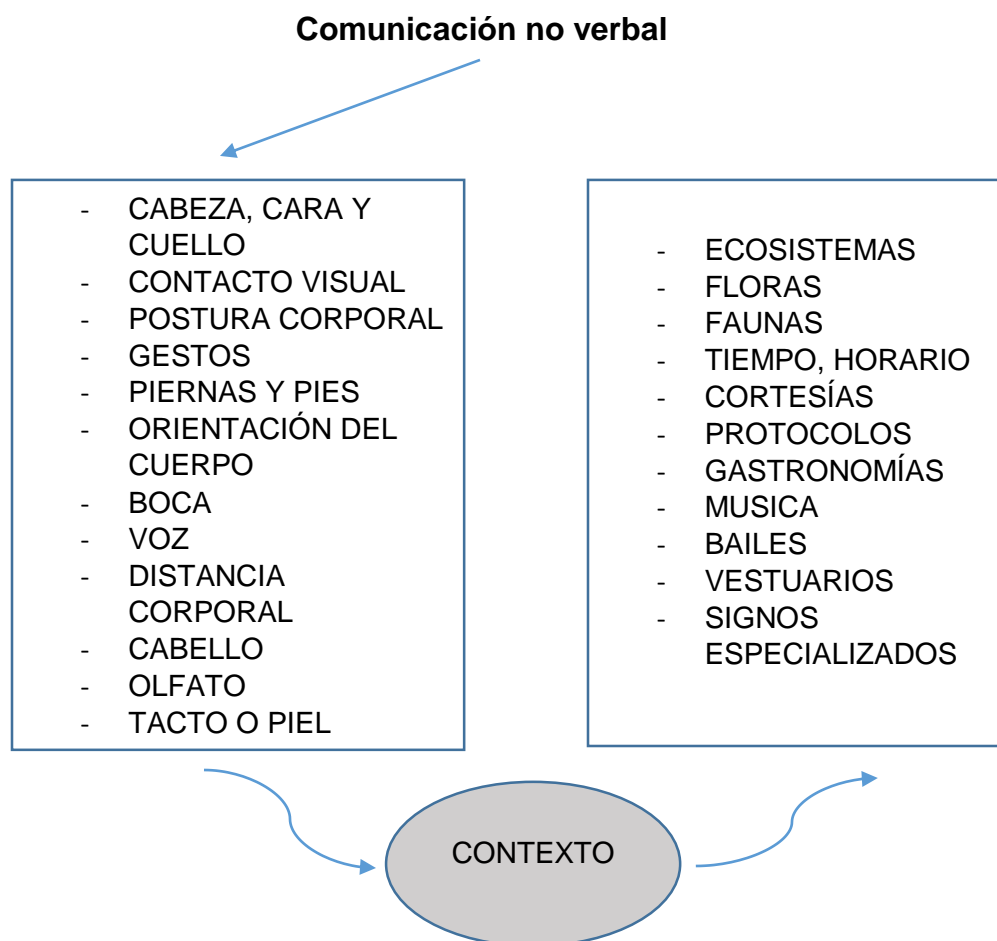 Comunicación no verbal
- CABEZA, CARA Y
CUELLO
- CONTACTO VISUAL
- POSTURA CORPORAL
- GESTOS
- PIERNAS Y PIES
- ORIENTACIÓN DEL
CUERPO
- BOCA
- VOZ
- DISTANCIA
CORPORAL
- CABELLO
- OLFATO
- TACTO O PIEL
CONTEXTO
- ECOSISTEMAS
- FLORAS
- FAUNAS
- TIEMPO, HORARIO
- CORTESÍAS
- PROTOCOLOS
- GASTRONOMÍAS
- MUSICA
- BAILES
- VESTUARIOS
- SIGNOS
ESPECIALIZADOS